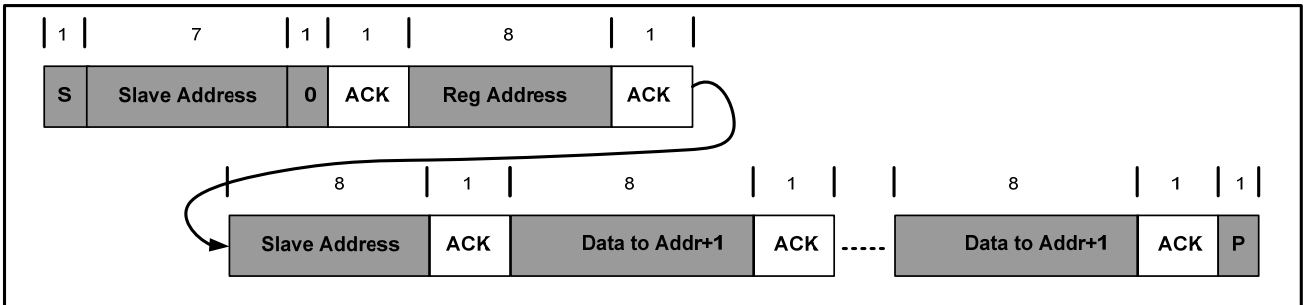 1 7 1 1 8 1
S Slave Address 0 ACK Reg Address ACK
8 1 8 1 8 1 1
Slave Address ACK Data to Addr+1 ACK Data to Addr+1 ACK P